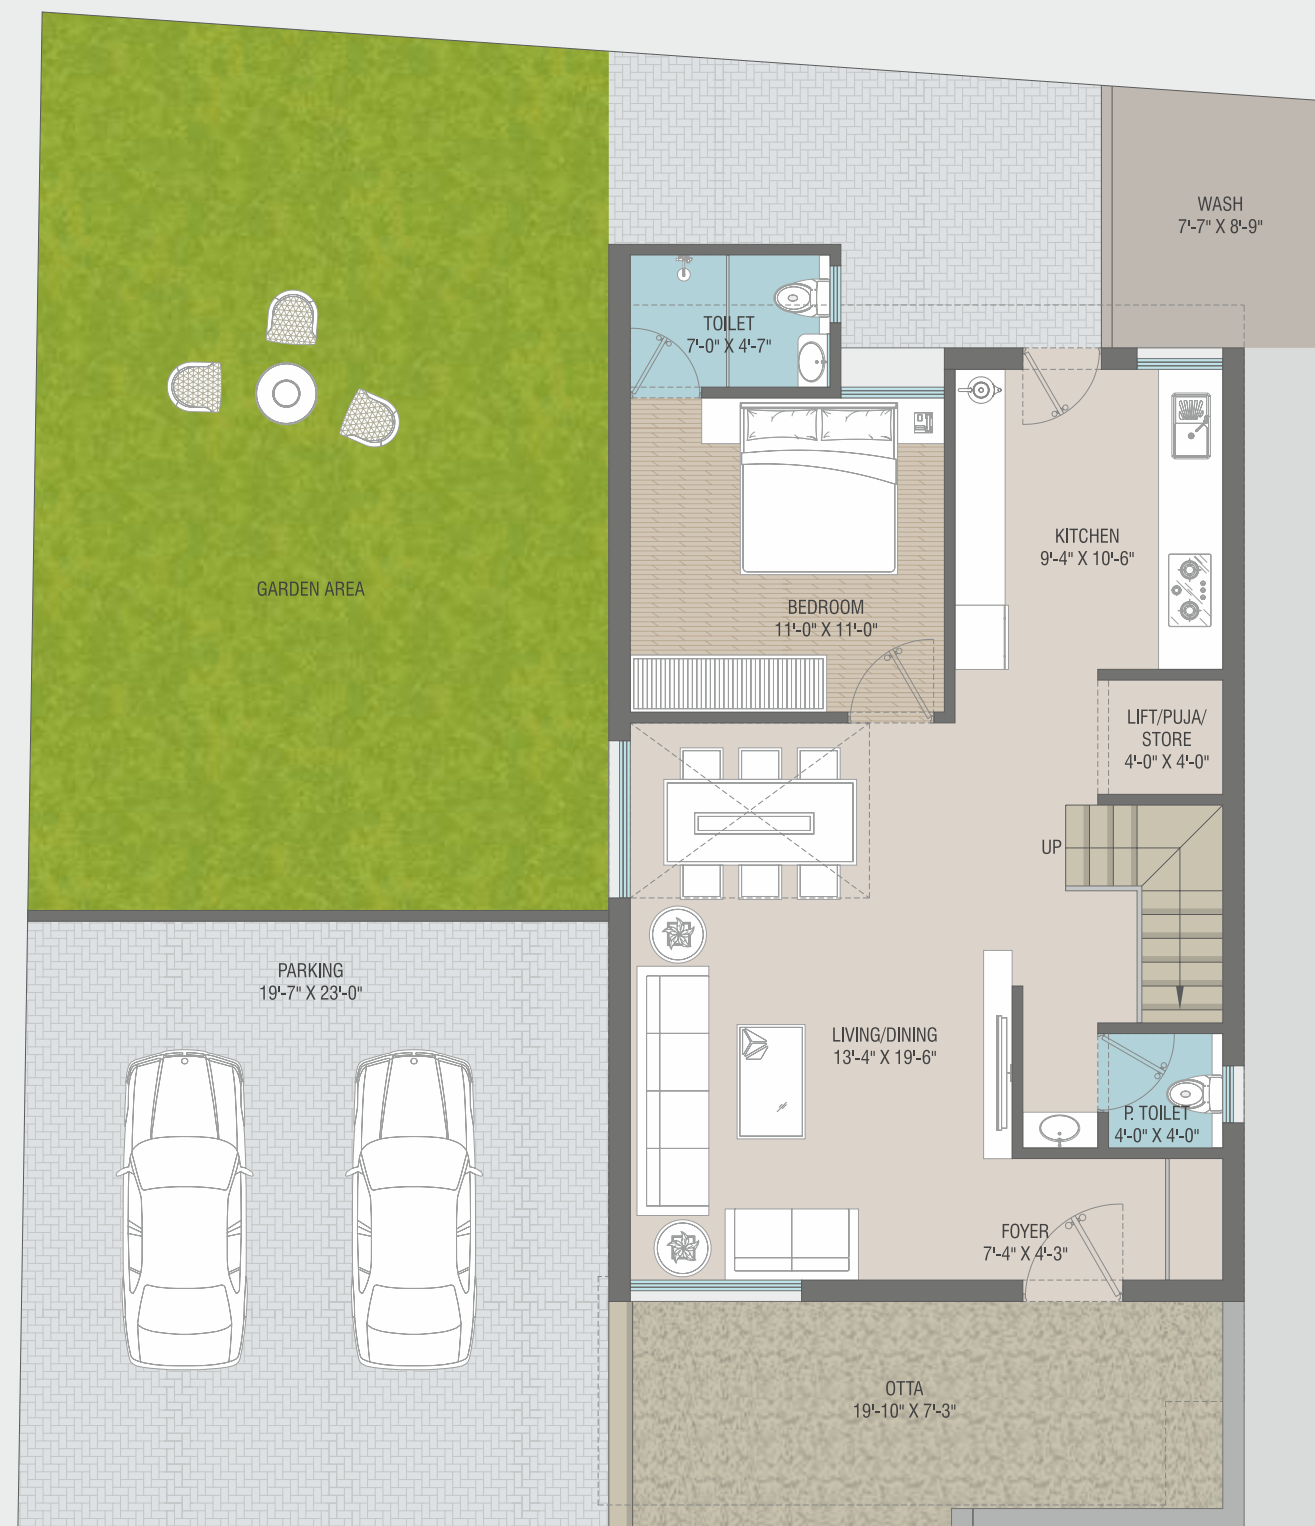 WASH
7'-7" X 8'-9"
TOILET
7'-0" X 4'-7"
KITCHEN
9'-4" X 10'-6"
GARDEN AREA
BEDROOM
11'-0" X 11'-0"
LIFT/PUJA/
STORE
4'-0" X 4'-0"
UP
PARKING
19'-7" X 23'-0"
LIVING/DINING
13'-4" X 19'-6"
P. TOILET
4'-0" X 4'-0"
FOYER
7'-4" X 4'-3"
OTTA
19'-10" X 7'-3"